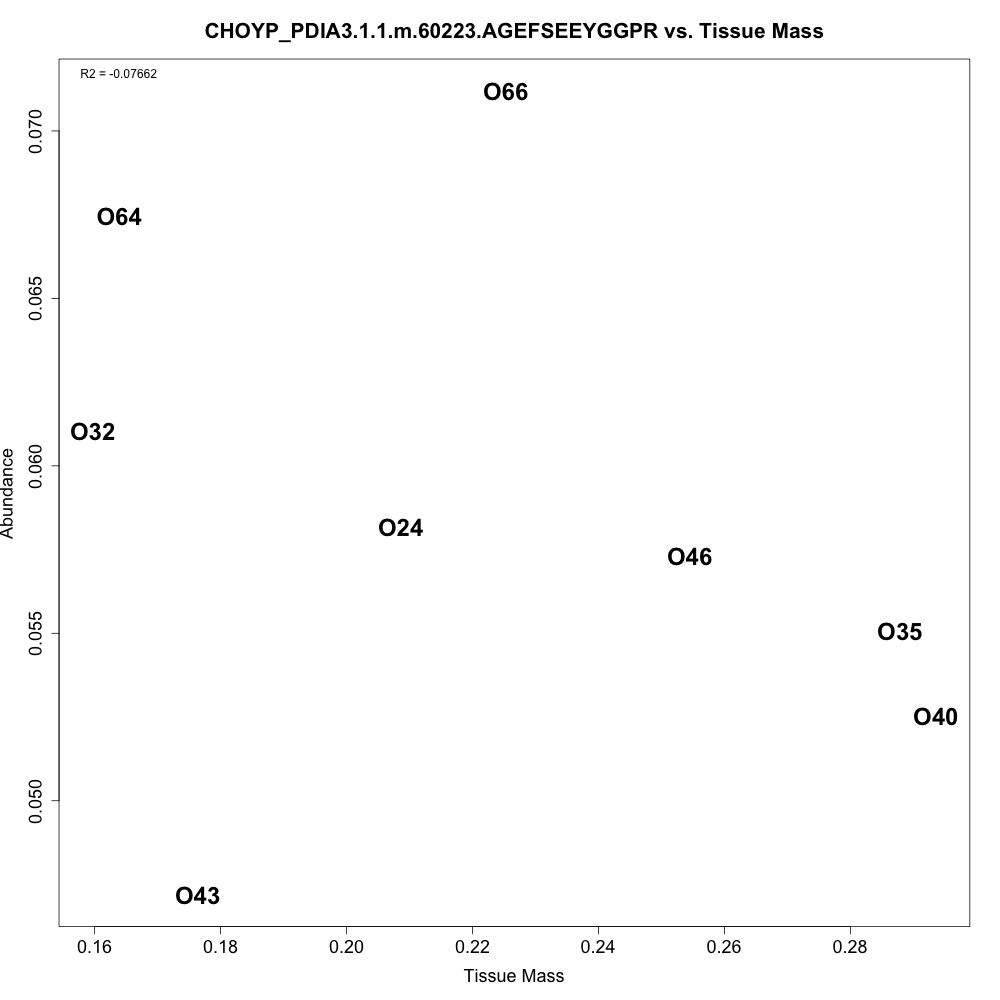 CHOYP_PDIA3.1.1.m.60223.AGEFSEEYGGPR vs. Tissue Mass
R2 = -0.07662
O66
O64
O32
O24
O46
O35
O40
O43
Abundance
0.070
0.065
0.060
0.055
0.050
0.16 0.18 0.20 0.22 0.24 0.26 0.28
Tissue Mass